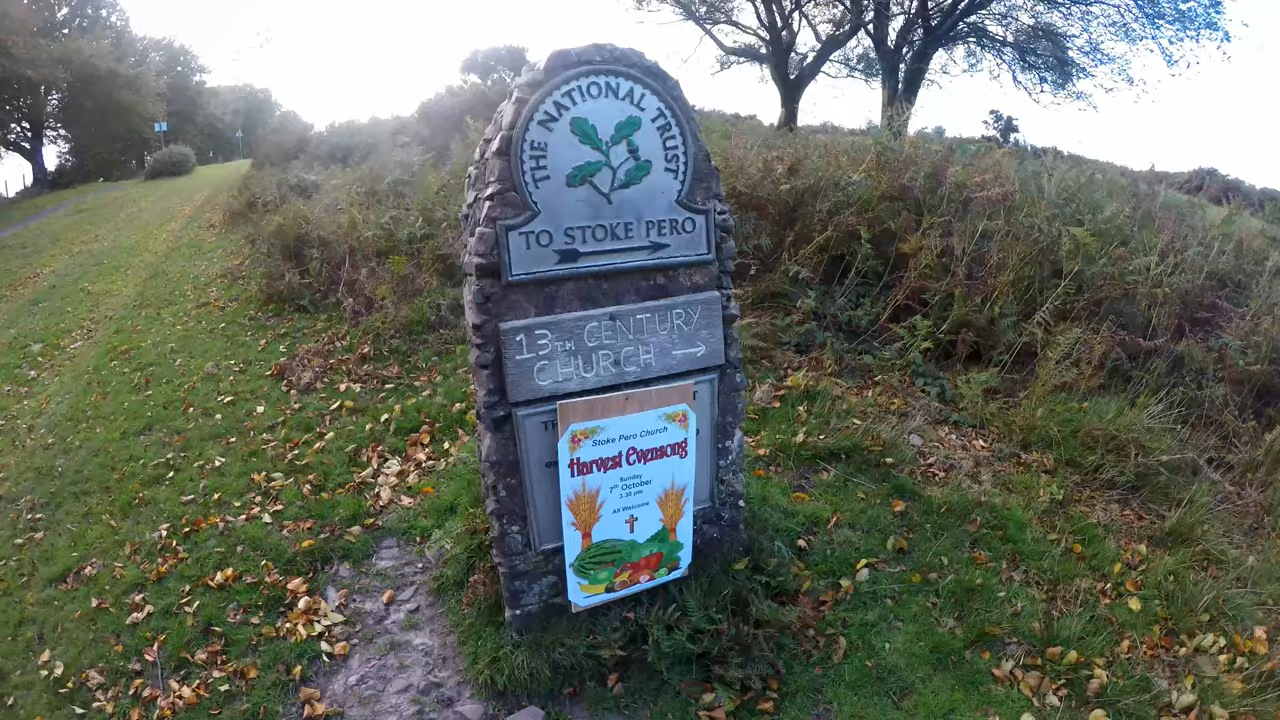 THE NATIONAL TRUST
TO STOKE PERO
13TH CENTURY
CHURCH
Stoke Pero Church
Harvest Evensong
Sunday
7th October
3.30 pm
All Welcome